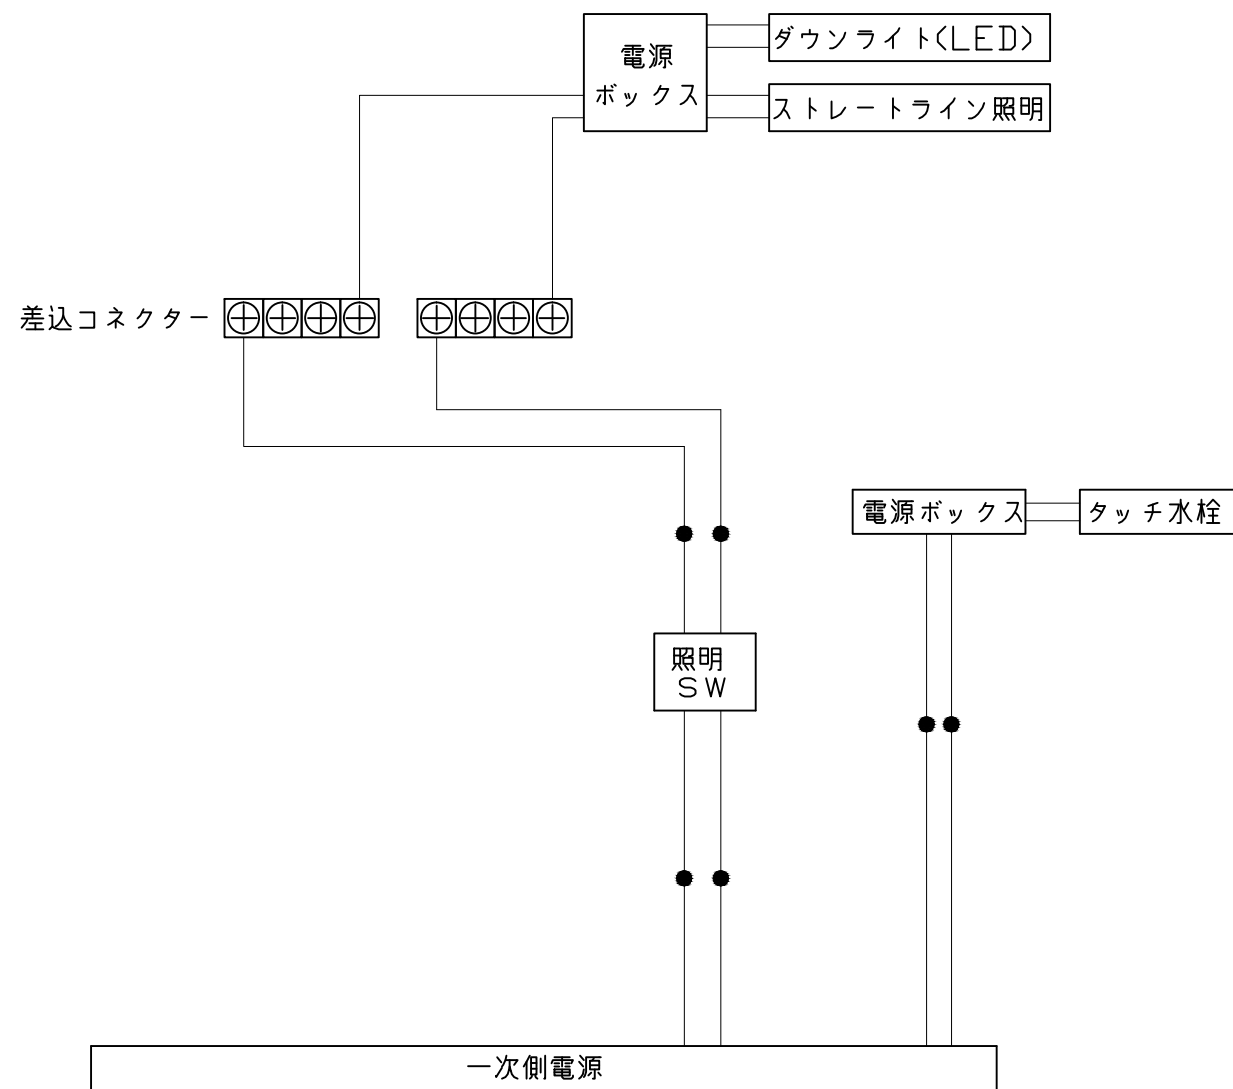 電源
ボックス
ダウンライト(LED)
ストレートライン照明
差込コネクター
電源ボックス
タッチ水栓
照明
SW
一次側電源